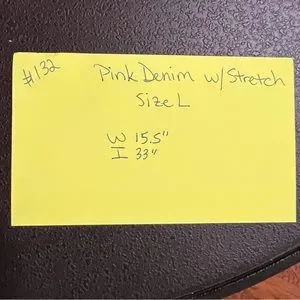 #132 Pink Denim w/Stretch
Size L
W 15.5"
I 33"